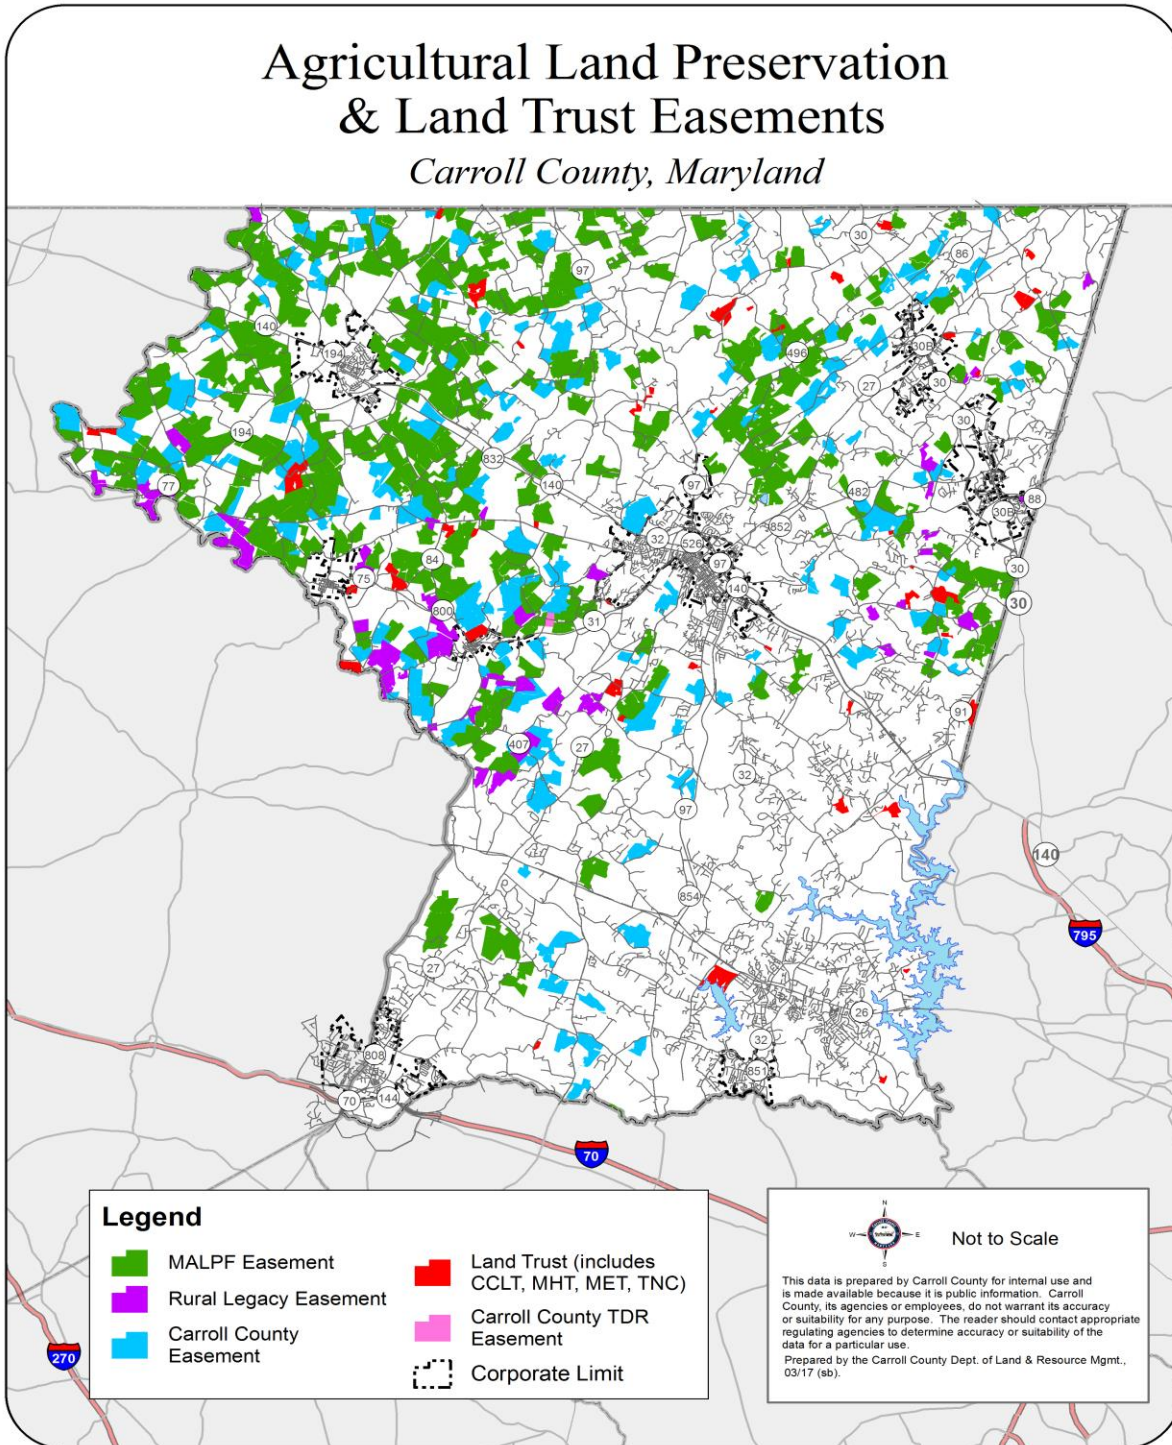 Agricultural Land Preservation
& Land Trust Easements
Carroll County, Maryland
30
86
97
140
194
496
30B
27
30
30
194
832
77
140
97
482
88
30B
852
32
526
97
84
75
140
30
30
800
31
91
407
27
32
97
140
854
795
27
26
32
808
851
70
144
70
270
Legend
MALPF Easement
Rural Legacy Easement
Carroll County
Easement
Land Trust (includes
CCLT, MHT, MET, TNC)
Carroll County TDR
Easement
Corporate Limit
N
W
E
S
Not to Scale
This data is prepared by Carroll County for internal use and
is made available because it is public information. Carroll
County, its agencies or employees, do not warrant its accuracy
or suitability for any purpose. The reader should contact appropriate
regulating agencies to determine accuracy or suitability of the
data for a particular use.
Prepared by the Carroll County Dept. of Land & Resource Mgmt.,
03/17 (sb).